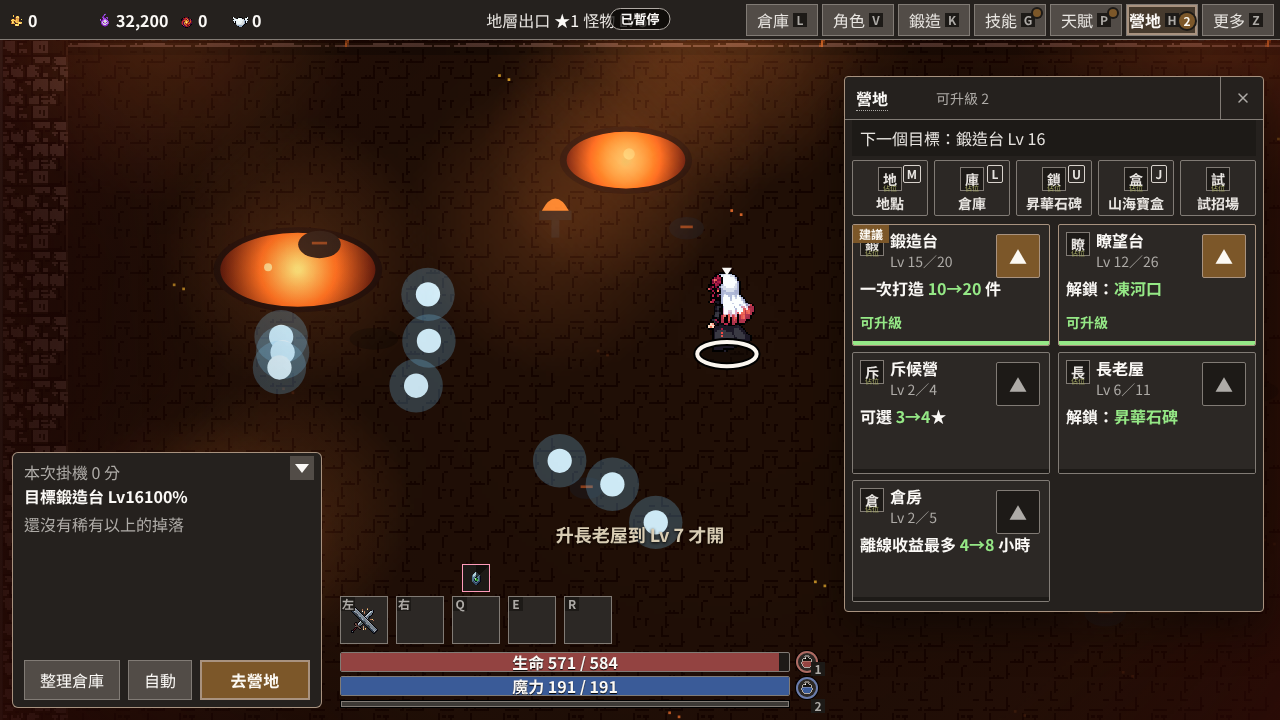 0 32,200 0 0
地層出口 ★1 怪物 已暫停
倉庫 L 角色 V 鍛造 K 技能 G 天賦 P 營地 H 2 更多 Z
營地 可升級 2 ×
下一個目標：鍛造台 Lv 16
地 M 庫 L 鎖 U 盒 J 試
地點 倉庫 昇華石碑 山海寶盒 試招場
建議 鍛造台
Lv 15／20
一次打造 10→20 件
可升級
瞭 瞭望台
Lv 12／26
解鎖：凍河口
可升級
斥 斥候營
Lv 2／4
可選 3→4★
長 長老屋
Lv 6／11
解鎖：昇華石碑
倉 倉房
Lv 2／5
離線收益最多 4→8 小時
本次掛機 0 分
目標鍛造台 Lv16100%
還沒有稀有以上的掉落
整理倉庫 自動 去營地
升長老屋到 Lv 7 才開
左 右 Q E R
生命 571 / 584 1
魔力 191 / 191 2